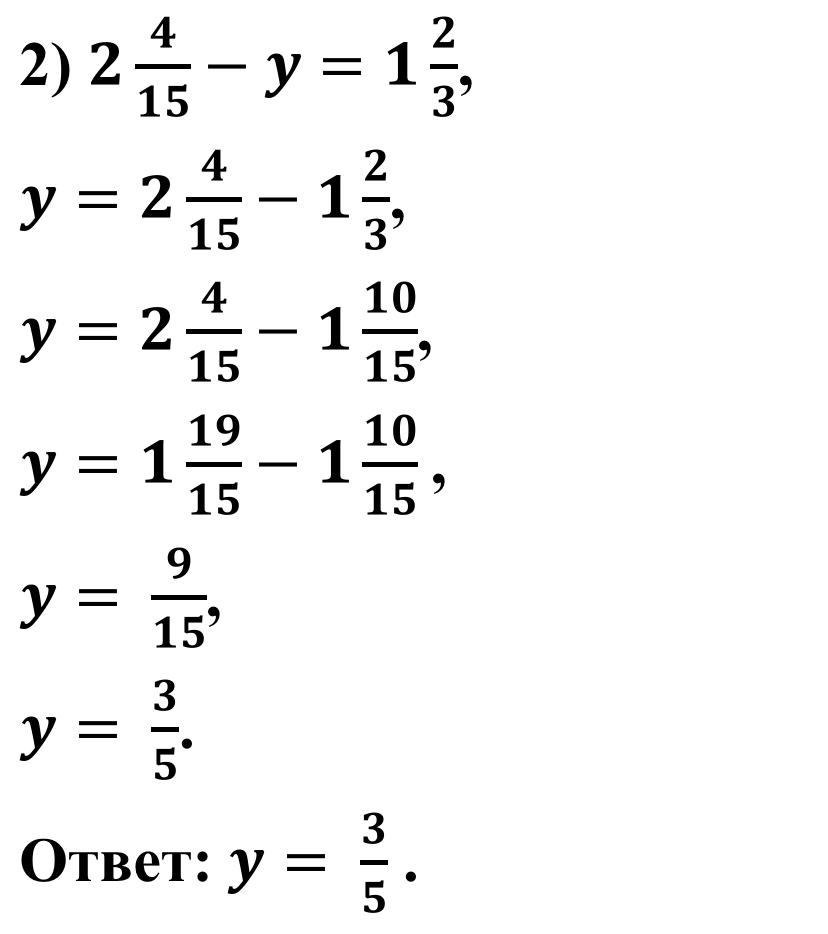 2) 2 4/15 − y = 1 2/3,
y = 2 4/15 − 1 2/3,
y = 2 4/15 − 1 10/15,
y = 1 19/15 − 1 10/15 ,
y = 9/15,
y = 3/5.
Ответ: y = 3/5 .